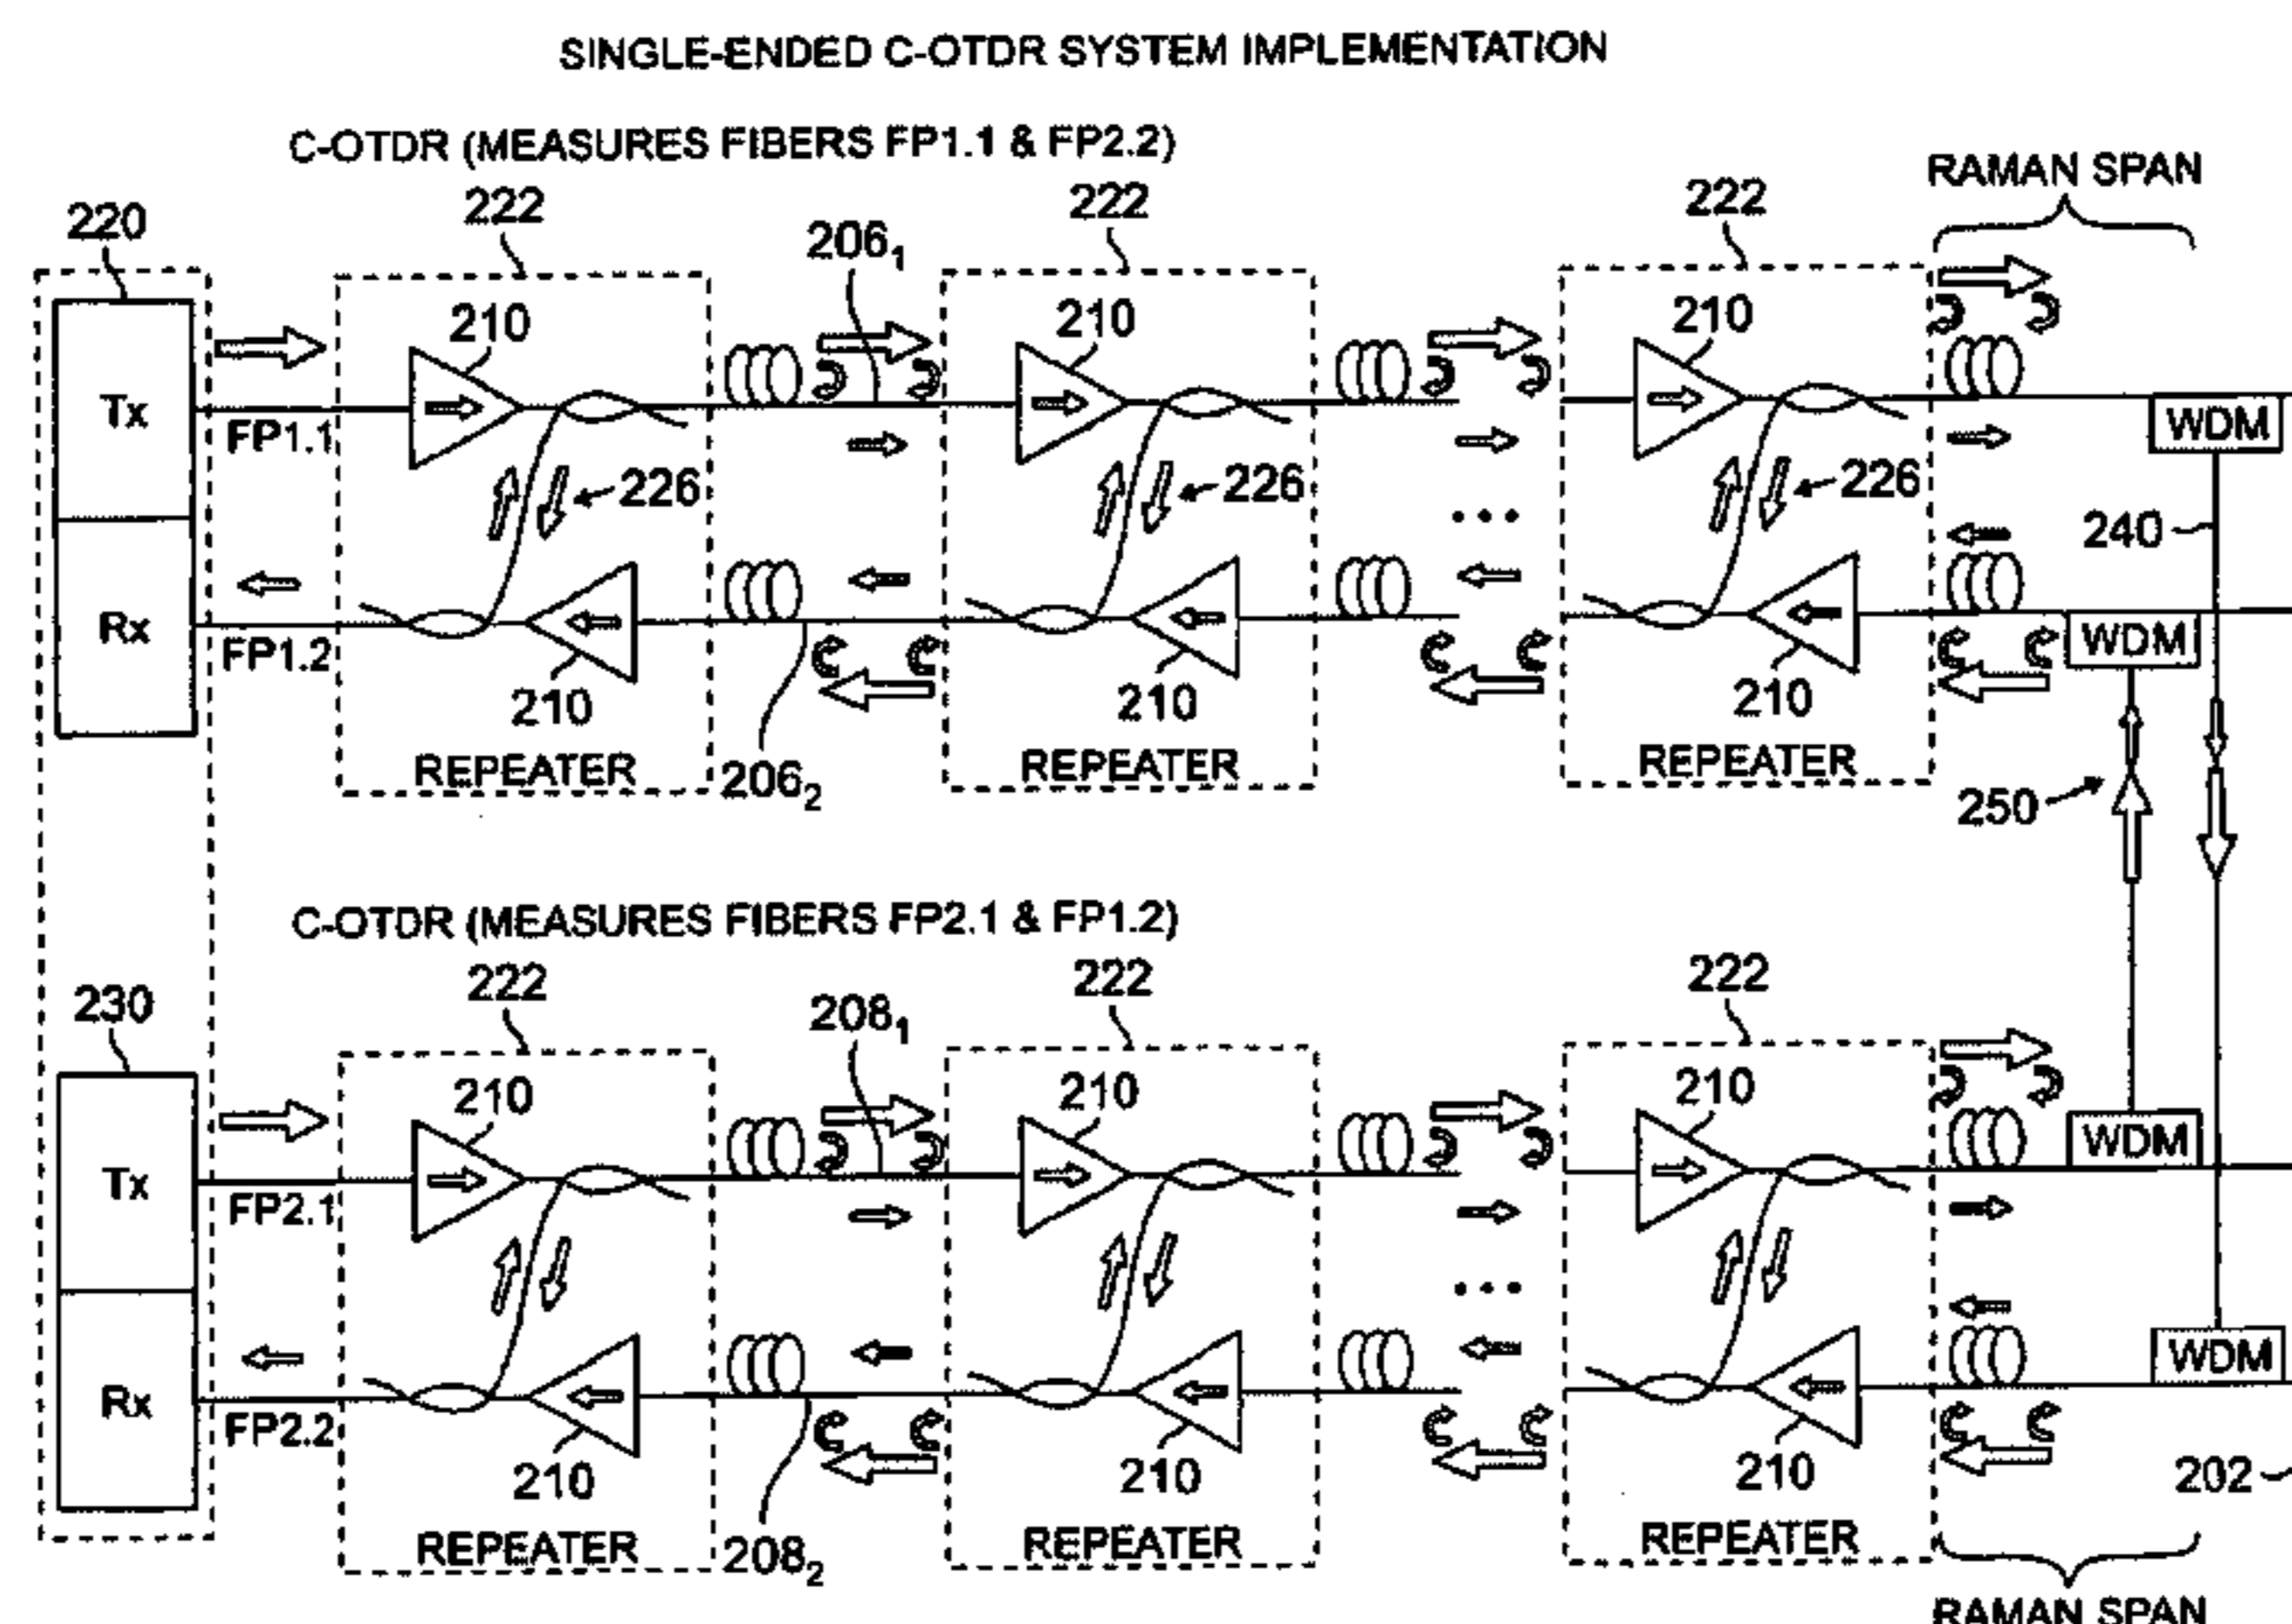 SINGLE-ENDED C-OTDR SYSTEM IMPLEMENTATION
C-OTDR (MEASURES FIBERS FP1.1 & FP2.2)
RAMAN SPAN
220 222 222 222
206₁
210 210 210
Tx FP1.1 WDM
226 226 226
240
Rx FP1.2 WDM
210 210 210
REPEATER REPEATER REPEATER
206₂
250
C-OTDR (MEASURES FIBERS FP2.1 & FP1.2)
230 222 222 222
208₁
210 210 210
Tx FP2.1 WDM
Rx FP2.2 WDM
210 210 210 202
REPEATER REPEATER REPEATER
208₂
RAMAN SPAN